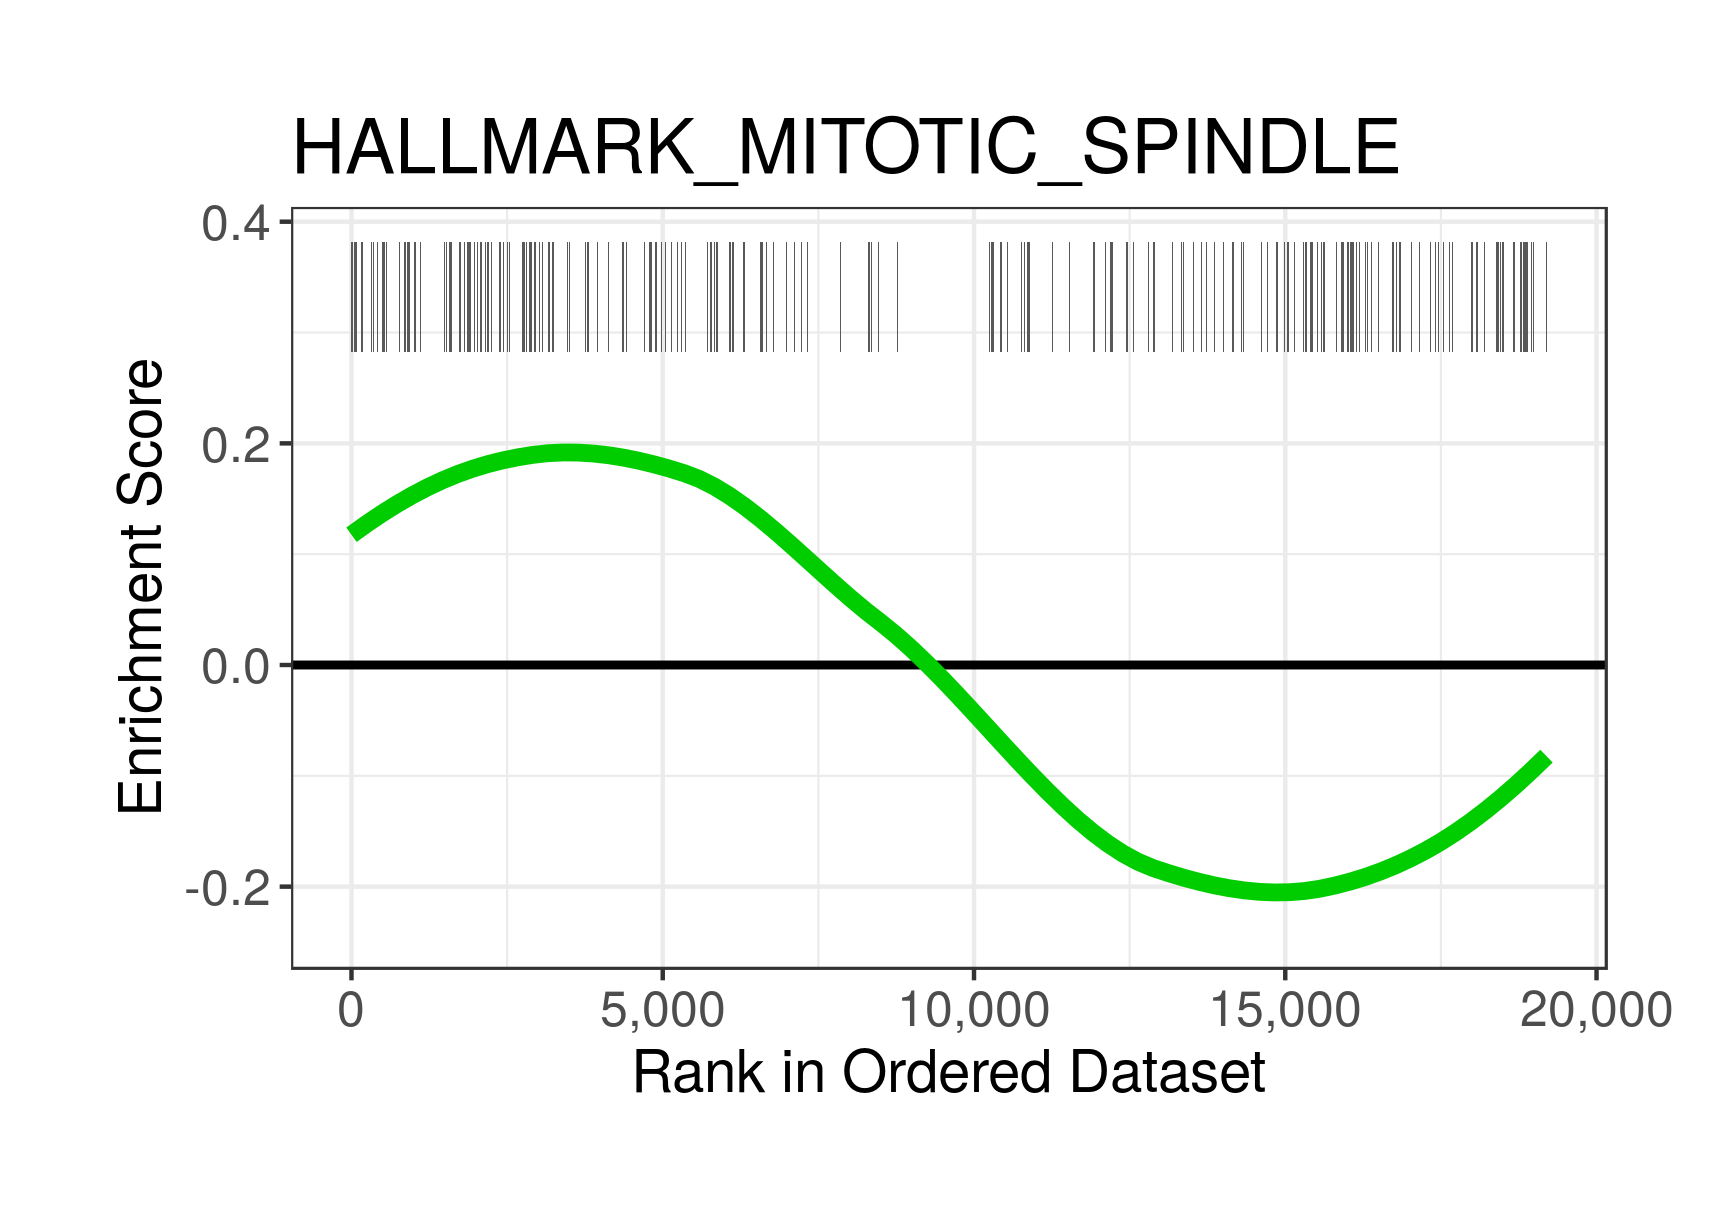 HALLMARK_MITOTIC_SPINDLE
0.4
0.2
0.0
-0.2
Enrichment Score
0 5,000 10,000 15,000 20,000
Rank in Ordered Dataset